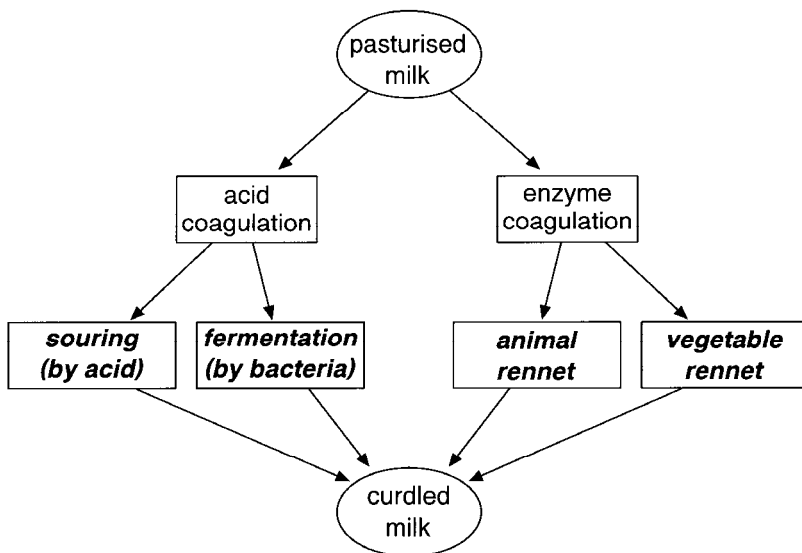 pasturised
milk
acid
coagulation
enzyme
coagulation
souring
(by acid)
fermentation
(by bacteria)
animal
rennet
vegetable
rennet
curdled
milk